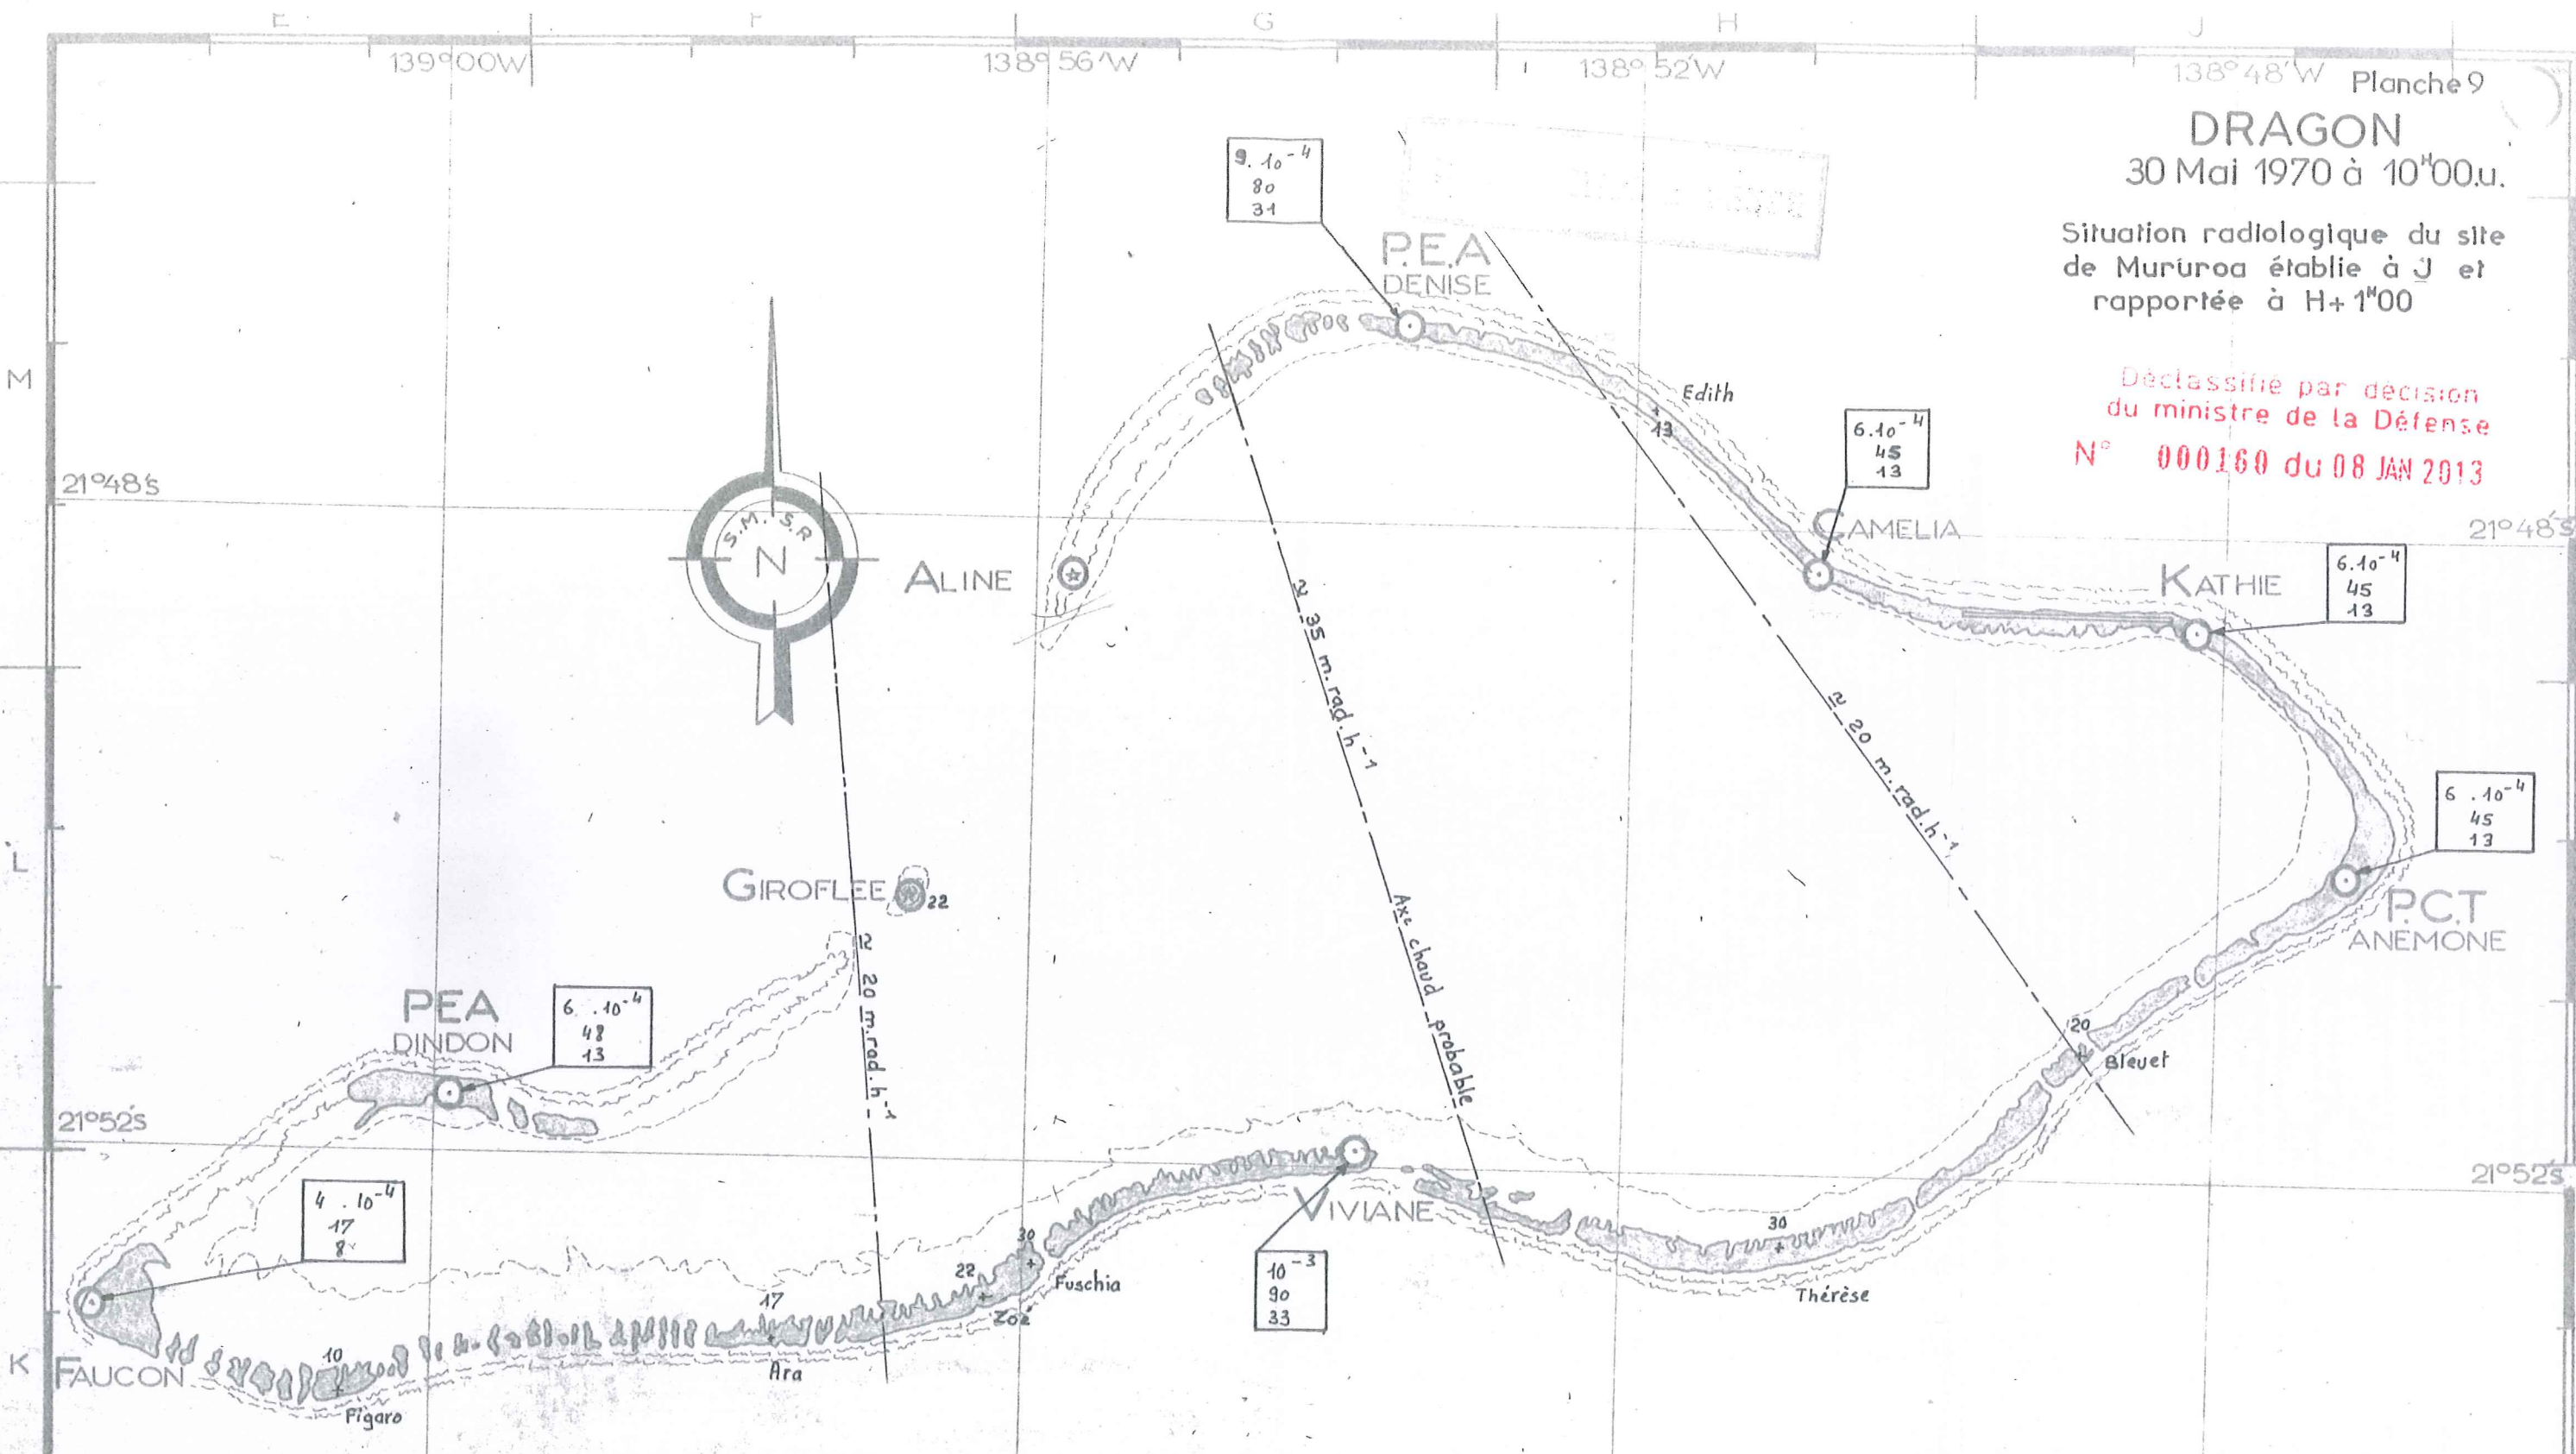 E F G H J
139°00W 138°56'W 138°52'W 138°48'W
Planche 9
DRAGON
30 Mai 1970 à 10ᴴ00.u.
Situation radiologique du site
de Mururoa établie à J et
rapportée à H+1ᴴ00
Déclassifié par décision
du ministre de la Défense
N° 000160 du 08 JAN 2013
9. 10⁻⁴
80
31
P.E.A
DENISE
M
Edith
13
6.10⁻⁴
45
13
21°48's
21°48's
S.M. S.R
N
CAMELIA
ALINE
KATHIE
6.10⁻⁴
45
13
≈ 35 m.rad.h⁻¹
≈ 20 m.rad.h⁻¹
6 .10⁻⁴
45
13
L
GIROFLEE
22
Axe chaud probable
P.C.T
ANEMONE
≈ 20 m.rad.h⁻¹
PEA
DINDON
6 .10⁻⁴
48
13
20
Bleuet
21°52's
21°52's
4 .10⁻⁴
17
8
VIVIANE
10⁻³
90
33
30
Thérèse
30
Fuschia
22
Zoé
17
Ara
K
FAUCON
10
Figaro